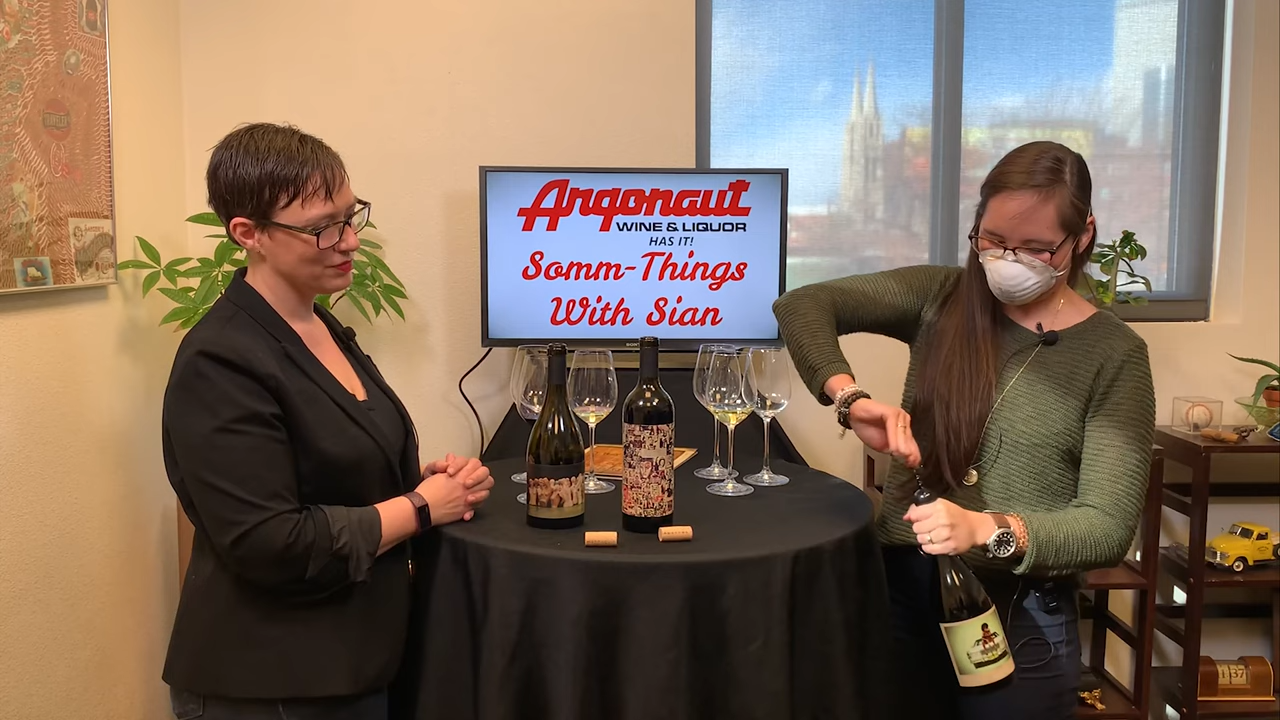 Argonaut
WINE & LIQUOR
HAS IT!
Somm-Things
With Sian